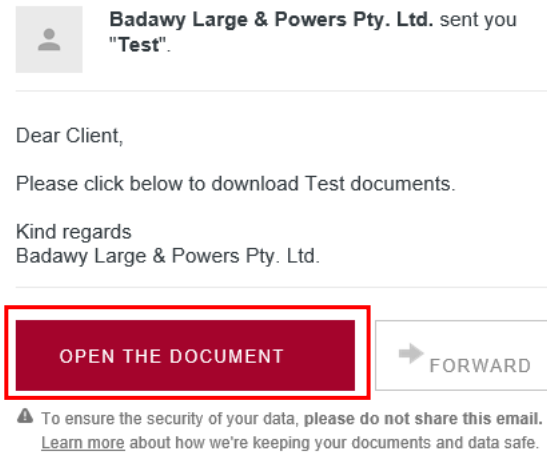 Badawy Large & Powers Pty. Ltd. sent you
"Test".
Dear Client,
Please click below to download Test documents.
Kind regards
Badawy Large & Powers Pty. Ltd.
OPEN THE DOCUMENT
FORWARD
To ensure the security of your data, please do not share this email.
Learn more about how we're keeping your documents and data safe.